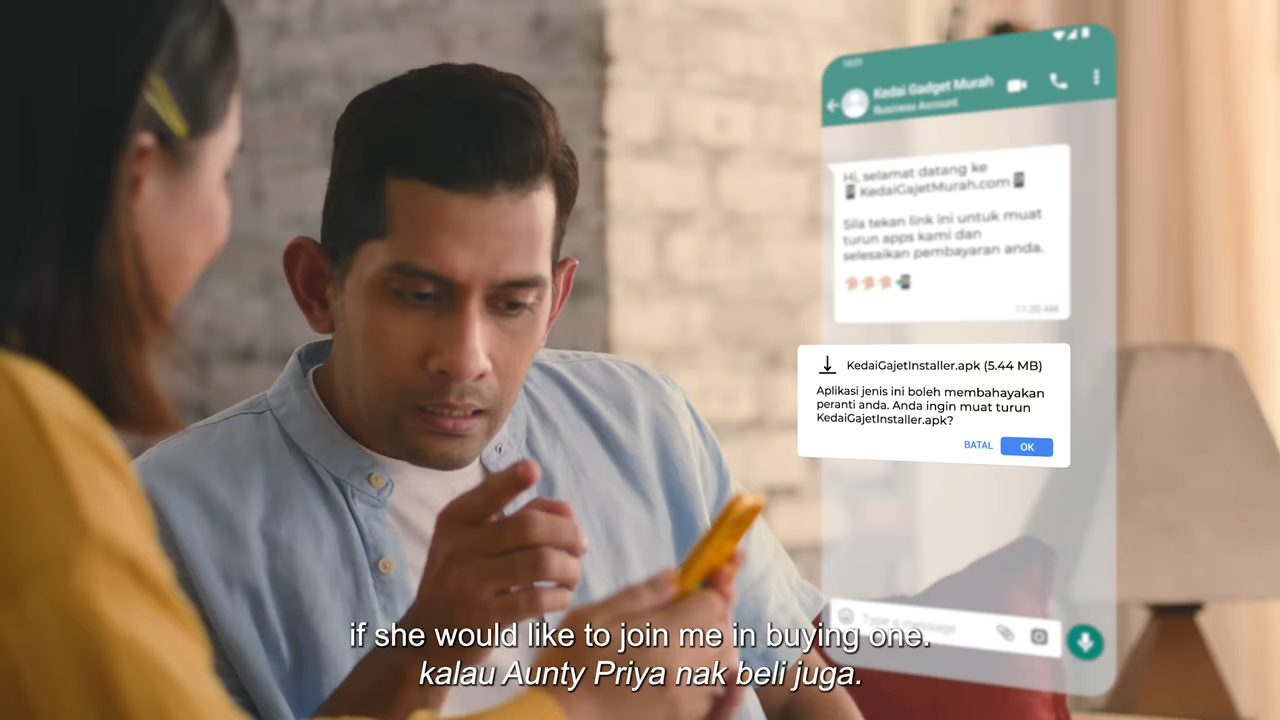 Kedai Gadget Murah
Business Account
Hi, selamat datang ke
KedaiGajetMurah.com
Sila tekan link ini untuk muat
turun apps kami dan
selesaikan pembayaran anda.
KedaiGajetInstaller.apk (5.44 MB)
Aplikasi jenis ini boleh membahayakan
peranti anda. Anda ingin muat turun
KedaiGajetInstaller.apk?
BATAL OK
Type a message
if she would like to join me in buying one.
kalau Aunty Priya nak beli juga.